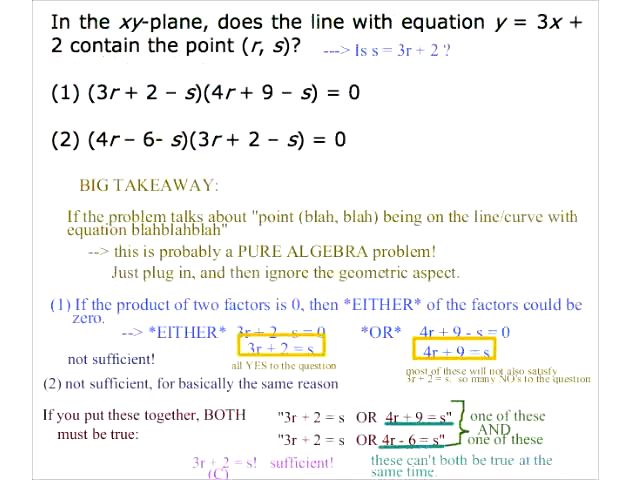 In the xy-plane, does the line with equation y = 3x +
2 contain the point (r, s)? ---> Is s = 3r + 2 ?
(1) (3r + 2 – s)(4r + 9 – s) = 0
(2) (4r – 6- s)(3r + 2 – s) = 0
BIG TAKEAWAY:
If the problem talks about "point (blah, blah) being on the line/curve with
equation blahblahblah"
--> this is probably a PURE ALGEBRA problem!
Just plug in, and then ignore the geometric aspect.
(1) If the product of two factors is 0, then *EITHER* of the factors could be
zero.
--> *EITHER* 3r + 2 - s = 0 *OR* 4r + 9 - s = 0
3r + 2 = s 4r + 9 = s
not sufficient!
all YES to the question
most of these will not also satisfy
3r + 2 = s. so many NO's to the question
(2) not sufficient, for basically the same reason
If you put these together, BOTH "3r + 2 = s OR 4r + 9 = s" one of these
must be true: AND
"3r + 2 = s OR 4r - 6 = s" one of these
3r + 2 = s! sufficient! these can't both be true at the
(C) same time.